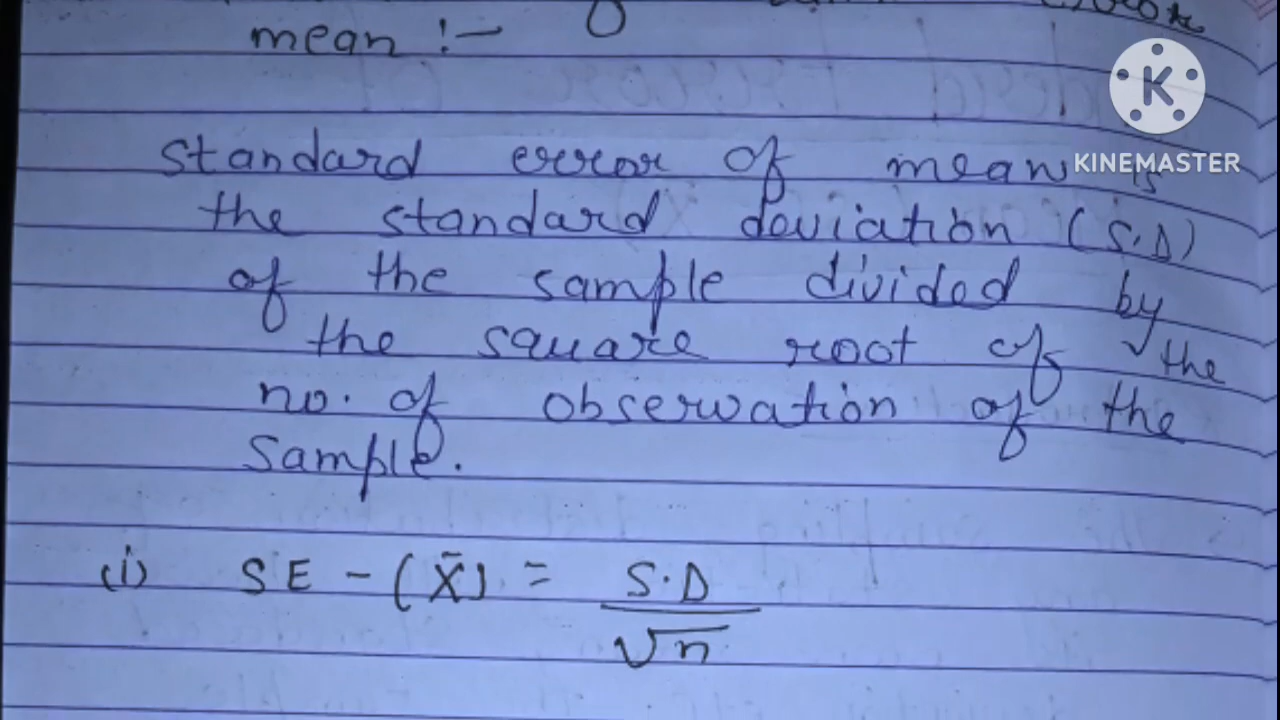 mean :-
K
KINEMASTER
Standard error of mean is
the standard deviation (S.D)
of the sample divided by
the square root of the
no. of observation of the
Sample.
(i) SE - (X̄) = S.D
√n